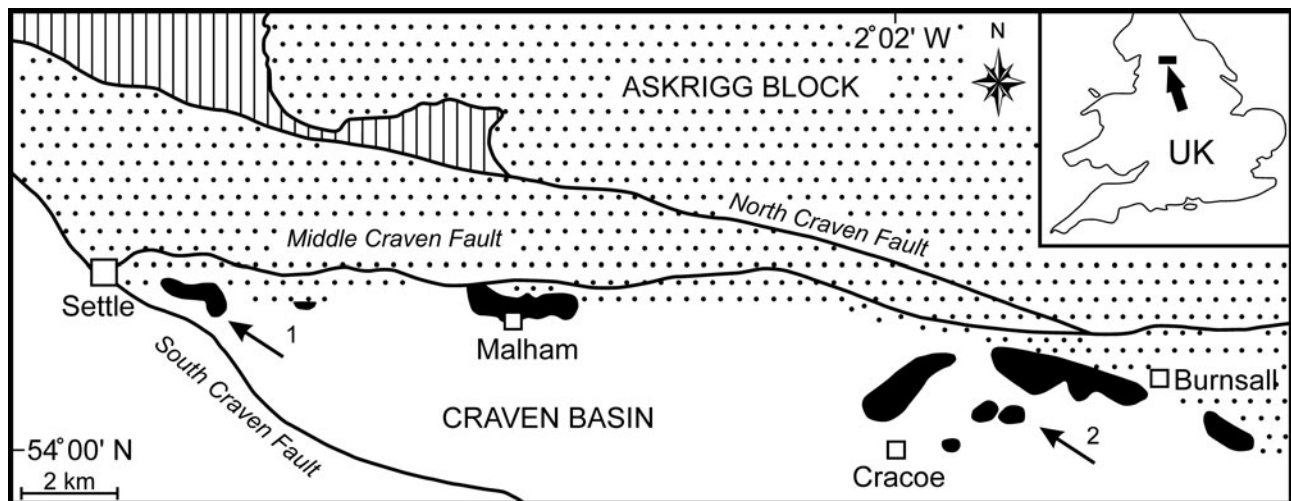 2°02' W
N
ASKRIGG BLOCK
UK
North Craven Fault
Middle Craven Fault
Settle
1
Malham
South Craven Fault
Burnsall
CRAVEN BASIN
2
54°00' N
Cracoe
2 km